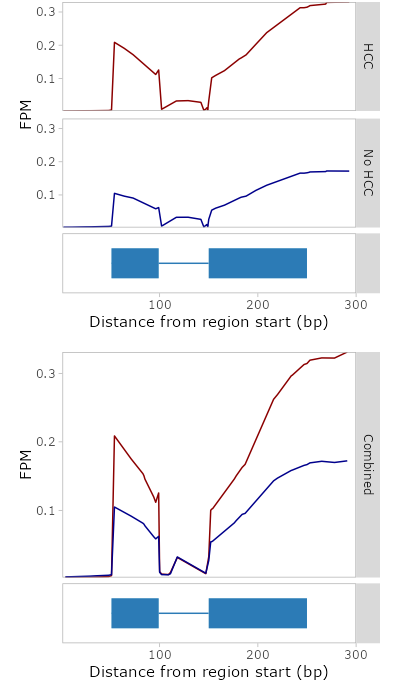 0.3
0.2
0.1
HCC
FPM
0.3
0.2
0.1
No HCC
100
200
300
Distance from region start (bp)
0.3
0.2
0.1
FPM
Combined
100
200
300
Distance from region start (bp)